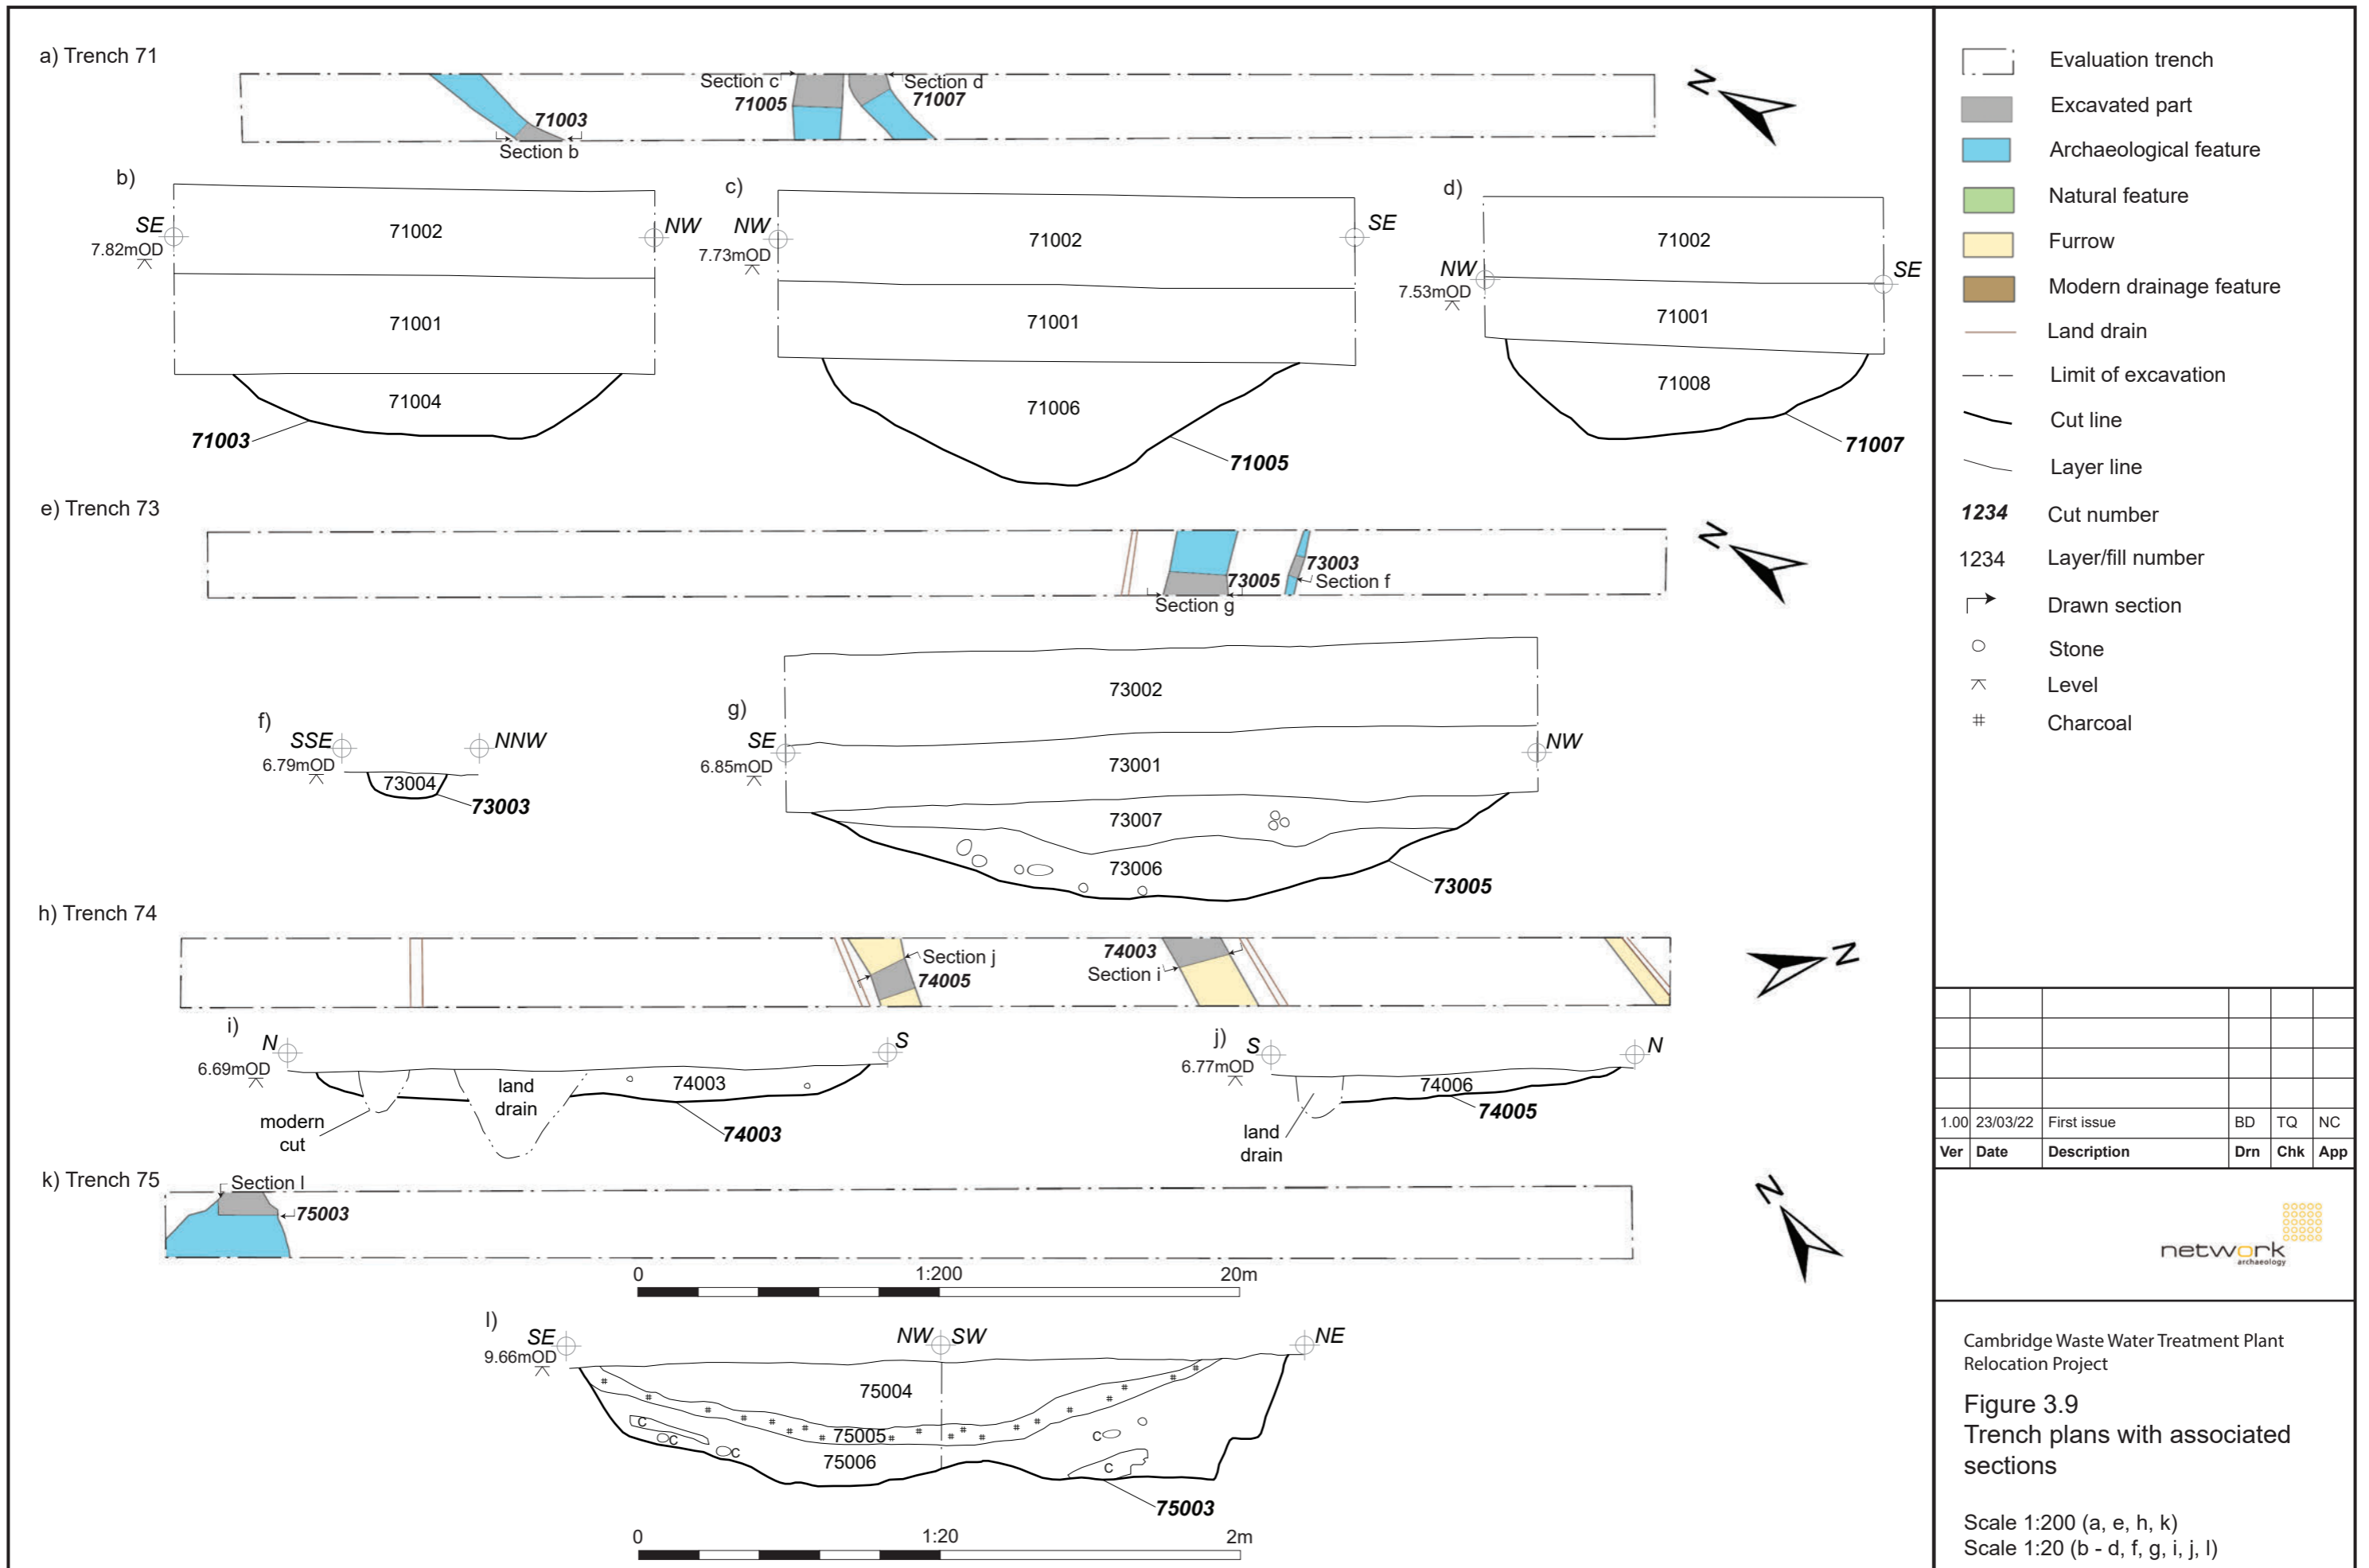 a) Trench 71
Section c
71005
Section d
71007
71003
Section b
N
b)
SE
7.82mOD
NW
71002
71001
71004
71003
c)
NW
7.73mOD
SE
71002
71001
71006
71005
d)
NW
7.53mOD
SE
71002
71001
71008
71007
e) Trench 73
73005
Section g
73003
Section f
N
f)
SSE
6.79mOD
NNW
73004
73003
g)
SE
6.85mOD
NW
73002
73001
73007
73006
73005
h) Trench 74
Section j
74005
74003
Section i
N
i)
N
6.69mOD
S
74003
land
drain
modern
cut
74003
j)
S
6.77mOD
N
74006
74005
land
drain
k) Trench 75
Section l
75003
N
0 1:200 20m
l)
SE
9.66mOD
NW SW
NE
75004
75005
75006
C
C
C
C
C
75003
0 1:20 2m
Evaluation trench
Excavated part
Archaeological feature
Natural feature
Furrow
Modern drainage feature
Land drain
Limit of excavation
Cut line
Layer line
1234 Cut number
1234 Layer/fill number
Drawn section
Stone
Level
Charcoal
1.00 23/03/22 First issue BD TQ NC
Ver Date Description Drn Chk App
network
archaeology
Cambridge Waste Water Treatment Plant
Relocation Project
Figure 3.9
Trench plans with associated
sections
Scale 1:200 (a, e, h, k)
Scale 1:20 (b - d, f, g, i, j, l)